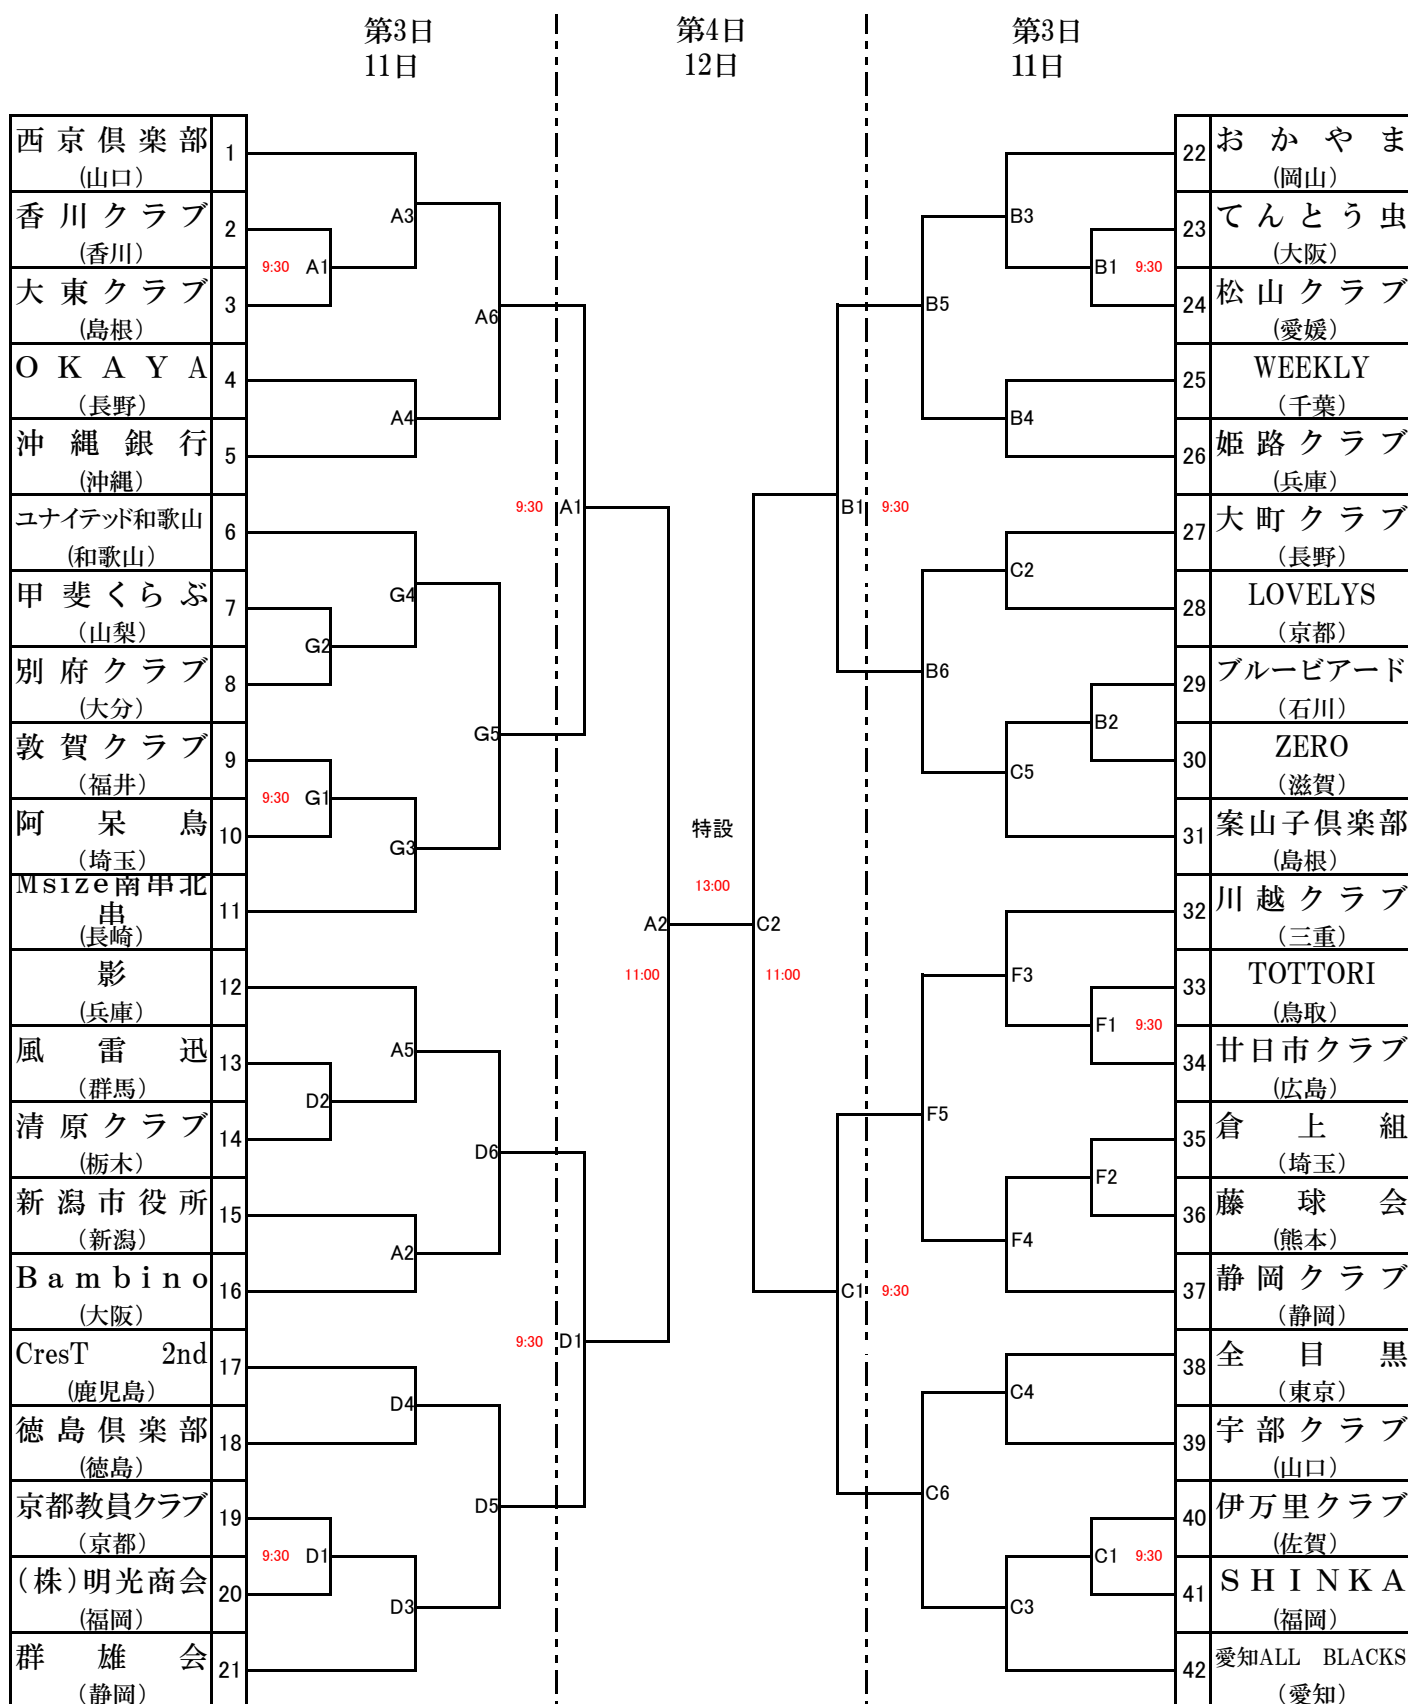 第3日
11日
第4日
12日
第3日
11日
西京倶楽部
(山口)
1
香川クラブ
(香川)
2
大東クラブ
(島根)
3
OKAYA
(長野)
4
沖縄銀行
(沖縄)
5
ユナイテッド和歌山
(和歌山)
6
甲斐くらぶ
(山梨)
7
別府クラブ
(大分)
8
敦賀クラブ
(福井)
9
阿呆鳥
(埼玉)
10
Msize南串北
串
(長崎)
11
影
(兵庫)
12
風雷迅
(群馬)
13
清原クラブ
(栃木)
14
新潟市役所
(新潟)
15
Bambino
(大阪)
16
CresT 2nd
(鹿児島)
17
徳島倶楽部
(徳島)
18
京都教員クラブ
(京都)
19
(株)明光商会
(福岡)
20
群雄会
(静岡)
21
A3
9:30 A1
A6
A4
9:30 A1
G4
G2
G5
9:30 G1
G3
A5
D2
D6
A2
9:30 D1
D4
D5
9:30 D1
D3
特設
13:00
A2
C2
11:00
11:00
B3
B1 9:30
B5
B4
B1 9:30
C2
B6
B2
C5
F3
F1 9:30
F5
F2
F4
C1 9:30
C4
C6
C1 9:30
C3
22
おかやま
(岡山)
23
てんとう虫
(大阪)
24
松山クラブ
(愛媛)
25
WEEKLY
(千葉)
26
姫路クラブ
(兵庫)
27
大町クラブ
(長野)
28
LOVELYS
(京都)
29
ブルービアード
(石川)
30
ZERO
(滋賀)
31
案山子倶楽部
(島根)
32
川越クラブ
(三重)
33
TOTTORI
(鳥取)
34
廿日市クラブ
(広島)
35
倉上組
(埼玉)
36
藤球会
(熊本)
37
静岡クラブ
(静岡)
38
全目黒
(東京)
39
宇部クラブ
(山口)
40
伊万里クラブ
(佐賀)
41
SHINKA
(福岡)
42
愛知ALL BLACKS
(愛知)